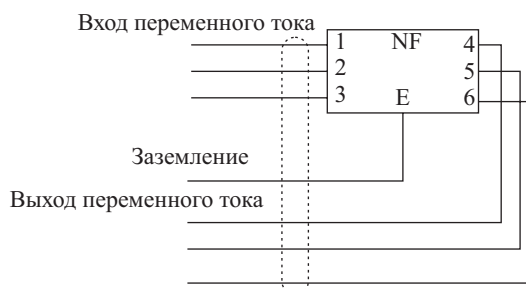 Вход переменного тока
1 NF 4
2 5
3 E 6
Заземление
Выход переменного тока